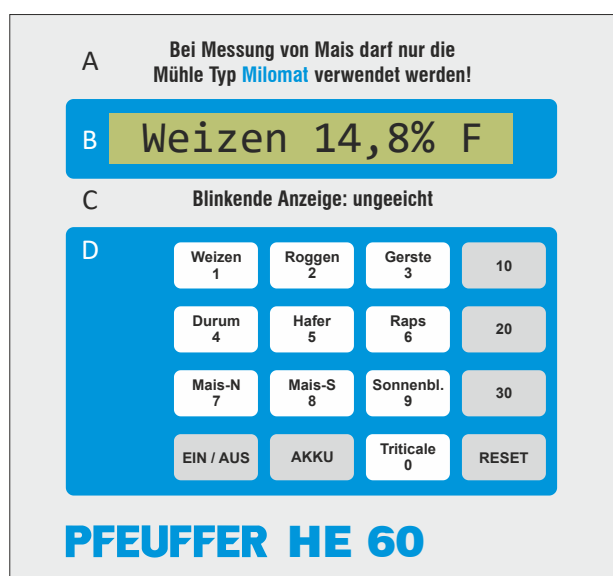 A
Bei Messung von Mais darf nur die
Mühle Typ Milomat verwendet werden!
B
Weizen 14,8% F
C
Blinkende Anzeige: ungeeicht
D
Weizen
1
Roggen
2
Gerste
3
10
Durum
4
Hafer
5
Raps
6
20
Mais-N
7
Mais-S
8
Sonnenbl.
9
30
EIN / AUS
AKKU
Triticale
0
RESET
PFEUFFER HE 60